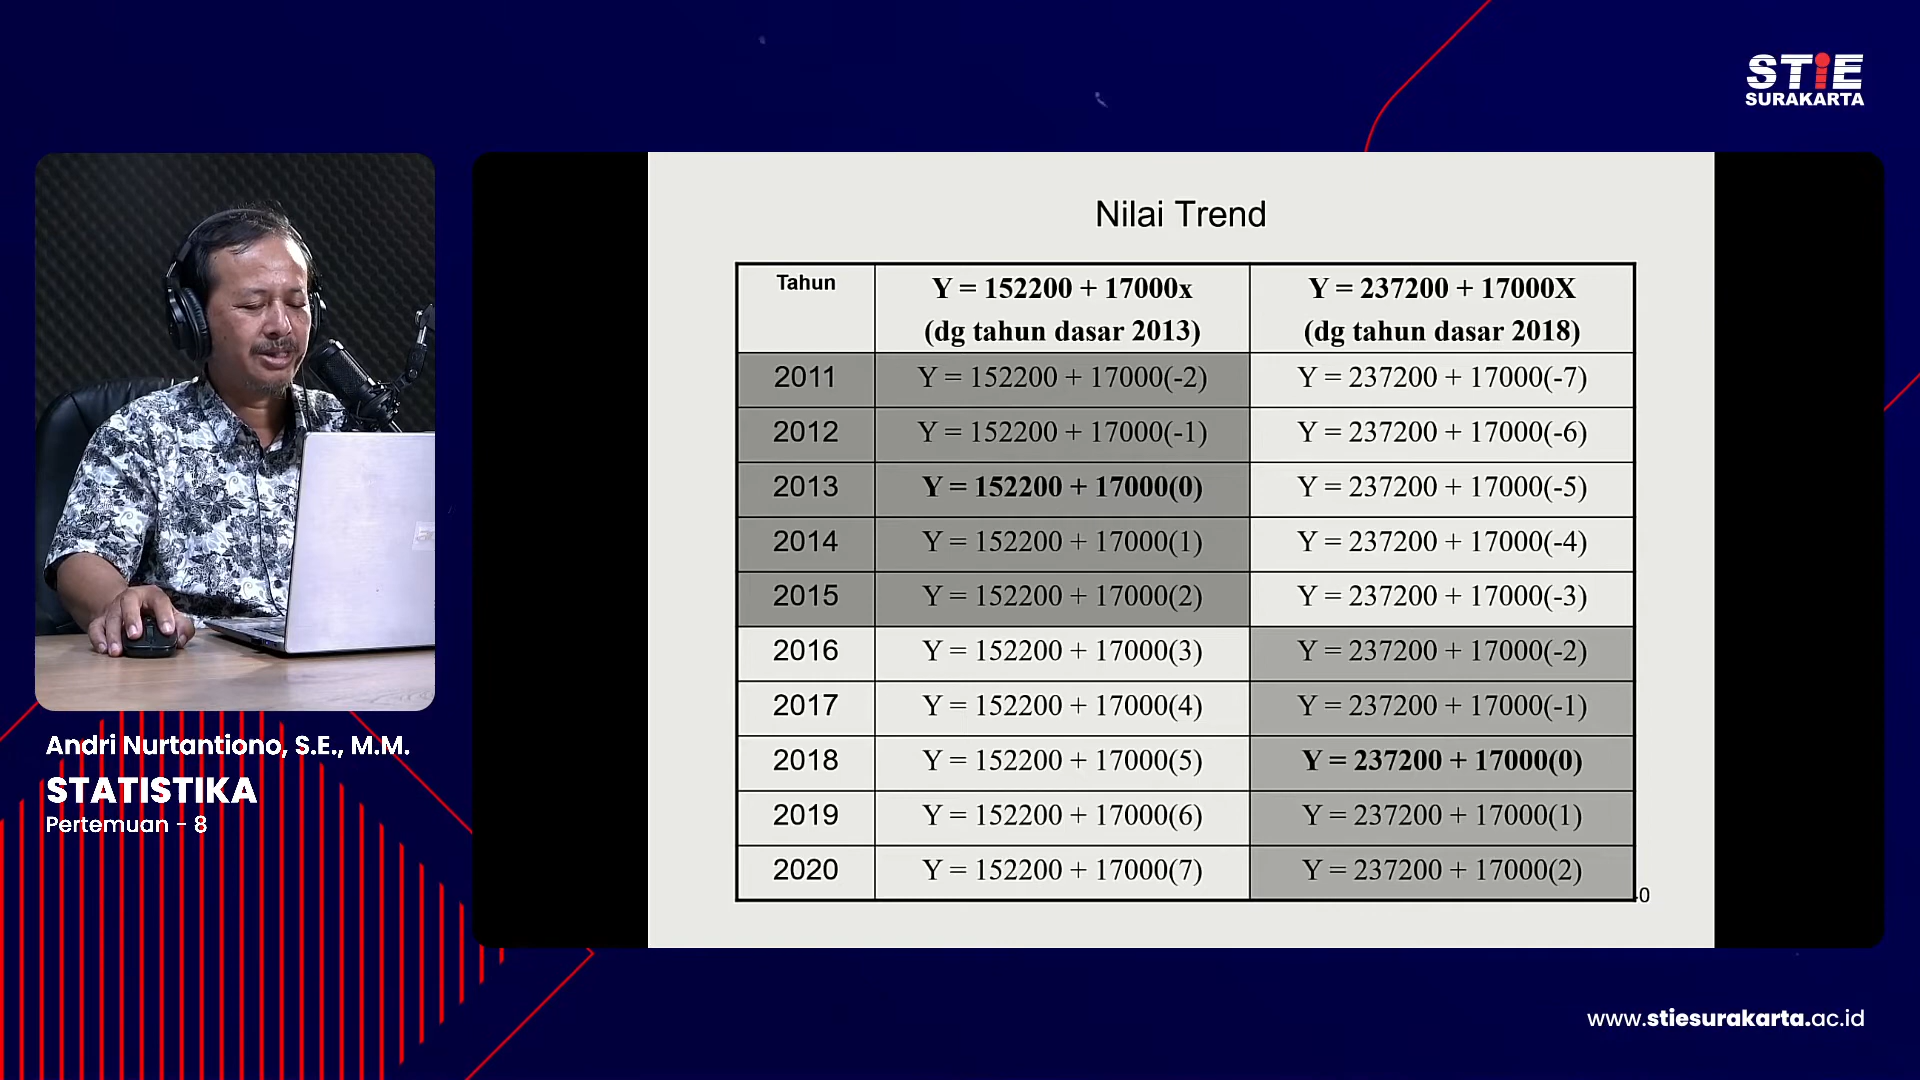 STiE
SURAKARTA
Nilai Trend
Tahun
Y = 152200 + 17000x
(dg tahun dasar 2013)
Y = 237200 + 17000X
(dg tahun dasar 2018)
2011 Y = 152200 + 17000(-2) Y = 237200 + 17000(-7)
2012 Y = 152200 + 17000(-1) Y = 237200 + 17000(-6)
2013 Y = 152200 + 17000(0) Y = 237200 + 17000(-5)
2014 Y = 152200 + 17000(1) Y = 237200 + 17000(-4)
2015 Y = 152200 + 17000(2) Y = 237200 + 17000(-3)
2016 Y = 152200 + 17000(3) Y = 237200 + 17000(-2)
2017 Y = 152200 + 17000(4) Y = 237200 + 17000(-1)
2018 Y = 152200 + 17000(5) Y = 237200 + 17000(0)
2019 Y = 152200 + 17000(6) Y = 237200 + 17000(1)
2020 Y = 152200 + 17000(7) Y = 237200 + 17000(2)
Andri Nurtantiono, S.E., M.M.
STATISTIKA
Pertemuan - 8
www.stiesurakarta.ac.id